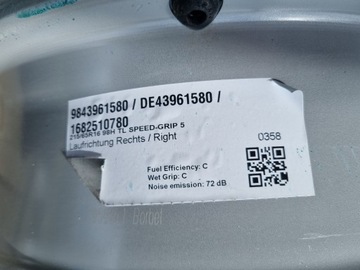 9843961580 / DE43961580 /
1682510780
215/65R16 98H TL SPEED-GRIP 5
Laufrichtung Rechts / Right
0358
Fuel Efficiency: C
Wet Grip: C
Noise emission: 72 dB